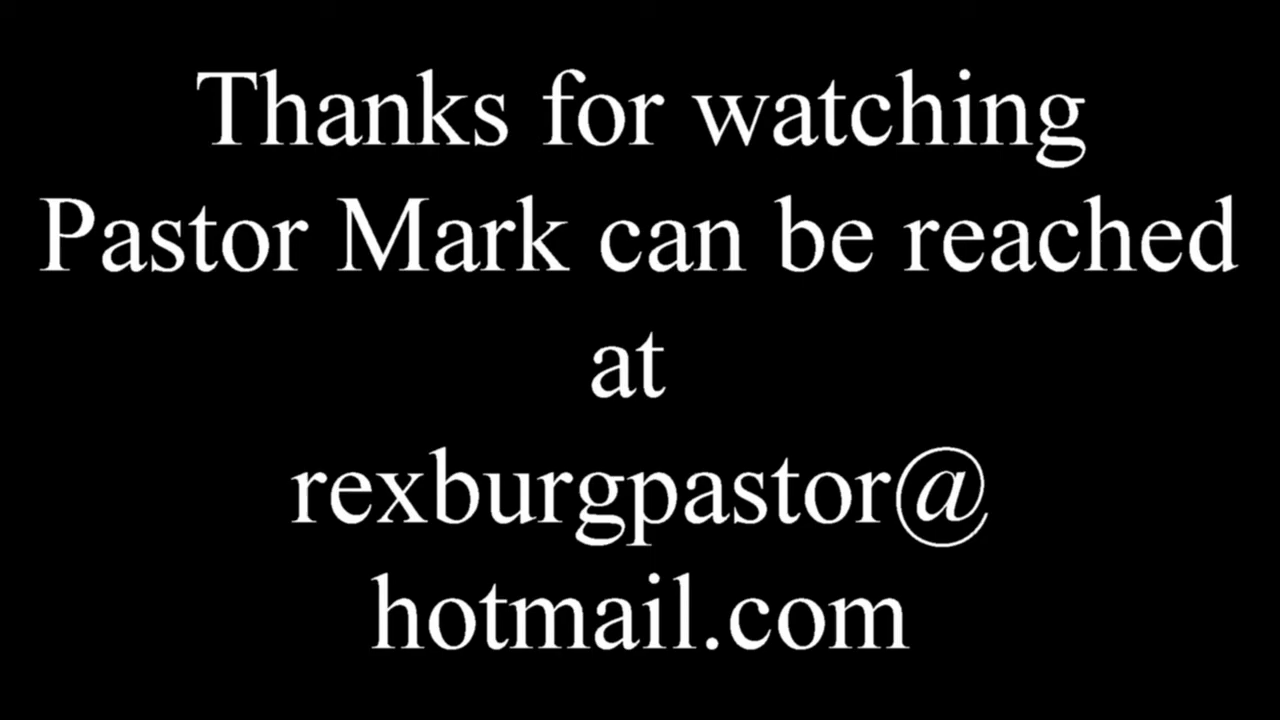 Thanks for watching
Pastor Mark can be reached
at
rexburgpastor@
hotmail.com